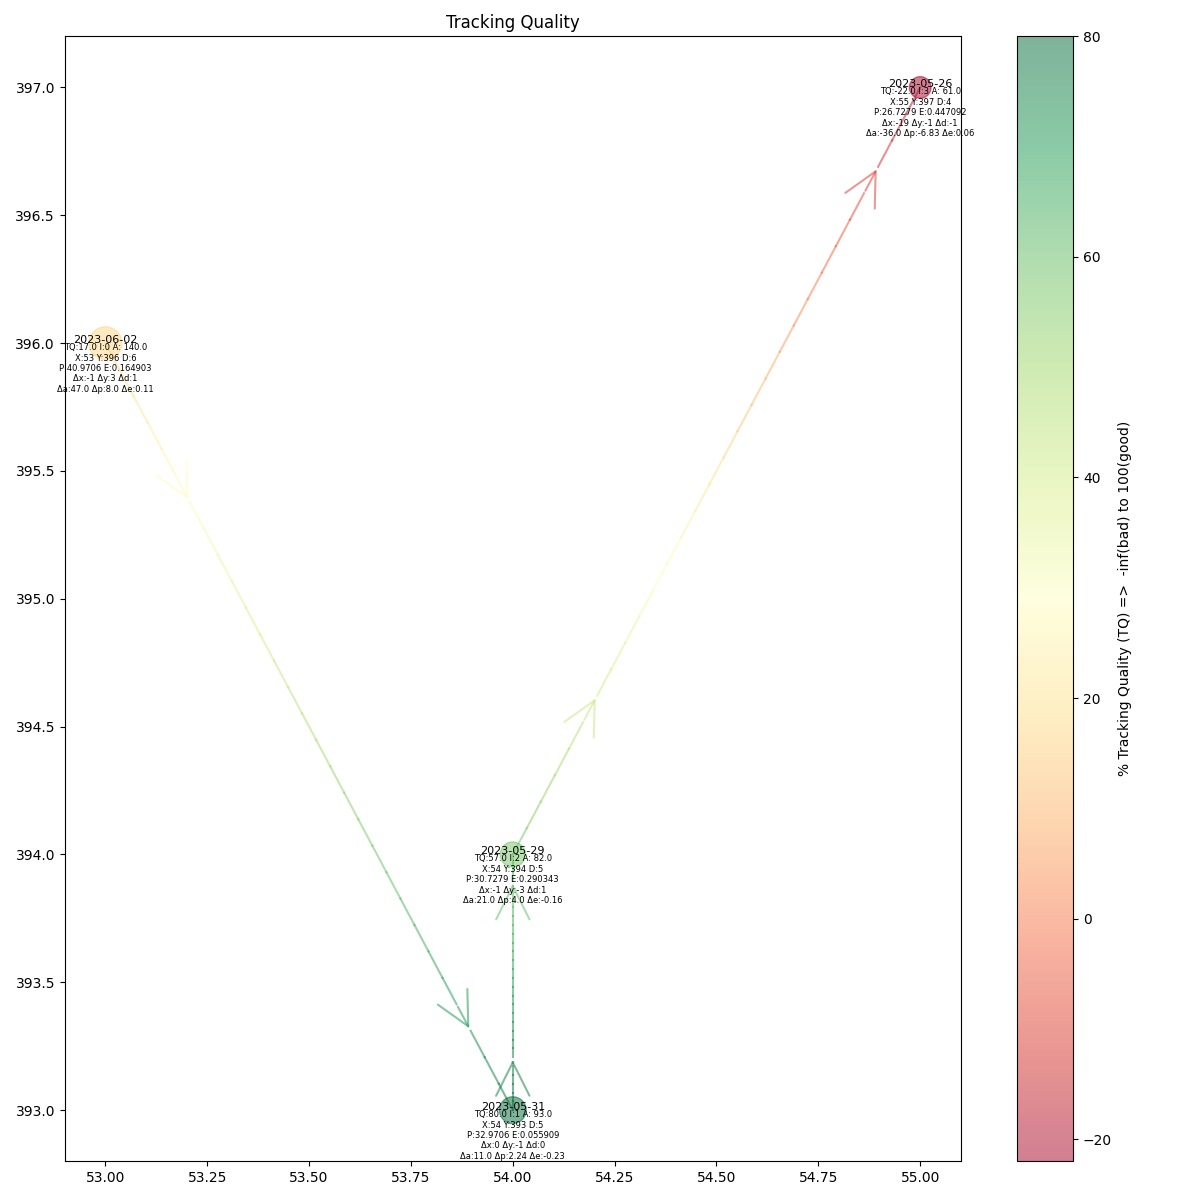 Tracking Quality
397.0
396.5
396.0
395.5
395.0
394.5
394.0
393.5
393.0
53.00
53.25
53.50
53.75
54.00
54.25
54.50
54.75
55.00
2023-05-26
TQ:-22.0 I:3 A: 61.0
X:55 Y:397 D:4
P:26.7279 E:0.447092
Δx:-19 Δy:-1 Δd:-1
Δa:-36.0 Δp:-6.83 Δe:0.06
2023-06-02
TQ:17.0 I:0 A: 140.0
X:53 Y:396 D:6
P:40.9706 E:0.164903
Δx:-1 Δy:3 Δd:1
Δa:47.0 Δp:8.0 Δe:0.11
2023-05-29
TQ:57.0 I:2 A: 82.0
X:54 Y:394 D:5
P:30.7279 E:0.290343
Δx:-1 Δy:-3 Δd:1
Δa:21.0 Δp:4.0 Δe:-0.16
2023-05-31
TQ:80.0 I:1 A: 93.0
X:54 Y:393 D:5
P:32.9706 E:0.055909
Δx:0 Δy:-1 Δd:0
Δa:11.0 Δp:2.24 Δe:-0.23
80
60
40
20
0
−20
% Tracking Quality (TQ) => -inf(bad) to 100(good)